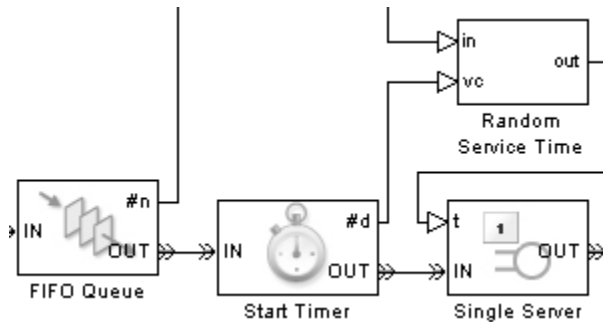 in
out
vc
Random
Service Time
#n
IN
OUT
FIFO Queue
#d
IN
OUT
Start Timer
t
1
OUT
IN
Single Server